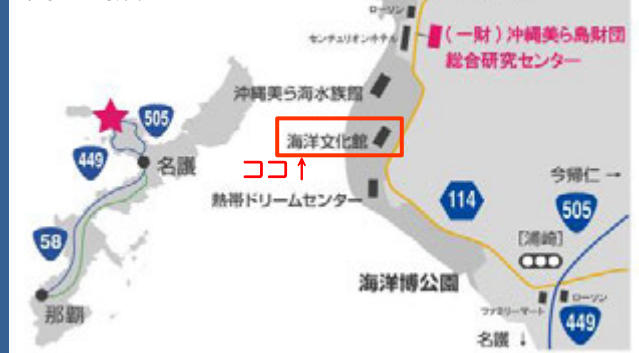 ローソン
センチュリオンホテル
(一財)沖縄美ら島財団
総合研究センター
沖縄美ら海水族館
海洋文化館
ココ↑
熱帯ドリームセンター
海洋博公園
114
今帰仁→
505
[浦崎]
ファミリーマート
ローソン
449
名護↓
505
449
名護
58
那覇